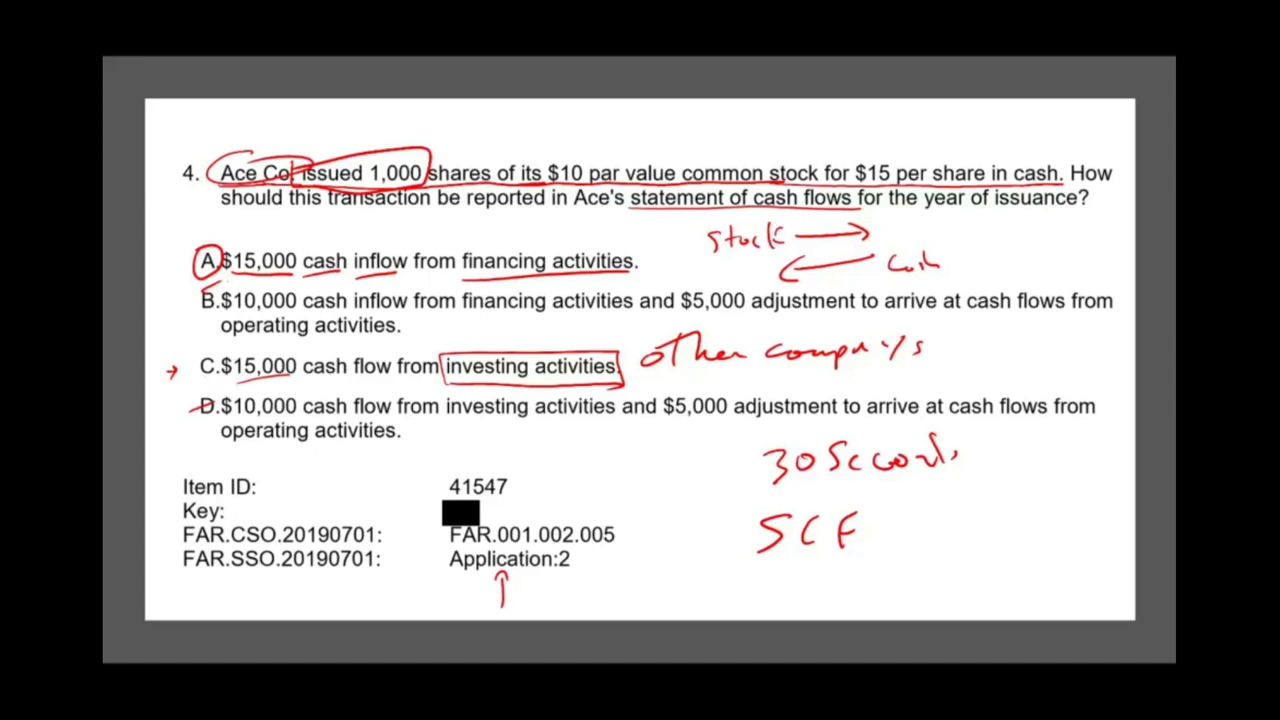 4. Ace Co. issued 1,000 shares of its $10 par value common stock for $15 per share in cash. How
should this transaction be reported in Ace's statement of cash flows for the year of issuance?
stock
A.$15,000 cash inflow from financing activities.
cash
B.$10,000 cash inflow from financing activities and $5,000 adjustment to arrive at cash flows from
operating activities.
C.$15,000 cash flow from investing activities.
other company's
D.$10,000 cash flow from investing activities and $5,000 adjustment to arrive at cash flows from
operating activities.
30 Seconds
Item ID: 41547
Key:
SCF
FAR.CSO.20190701: FAR.001.002.005
FAR.SSO.20190701: Application:2